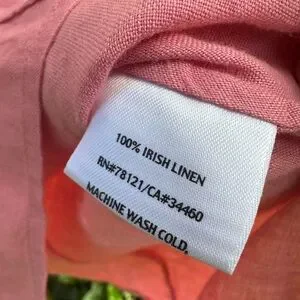 100% IRISH LINEN
RN#78121/CA#34460
MACHINE WASH COLD,